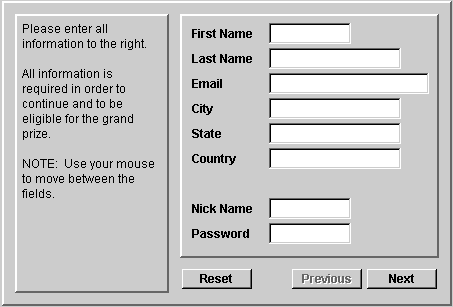 Please enter all
information to the right.
All information is
required in order to
continue and to be
eligible for the grand
prize.
NOTE:  Use your mouse
to move between the
fields.
First Name
Last Name
Email
City
State
Country
Nick Name
Password
Reset
Previous
Next